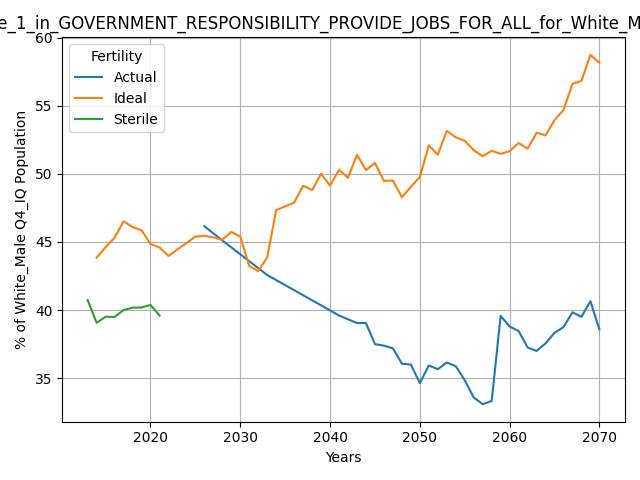 e_1_in_GOVERNMENT_RESPONSIBILITY_PROVIDE_JOBS_FOR_ALL_for_White_M
Fertility
Actual
Ideal
Sterile
% of White_Male Q4_IQ Population
60
55
50
45
40
35
2020
2030
2040
2050
2060
2070
Years